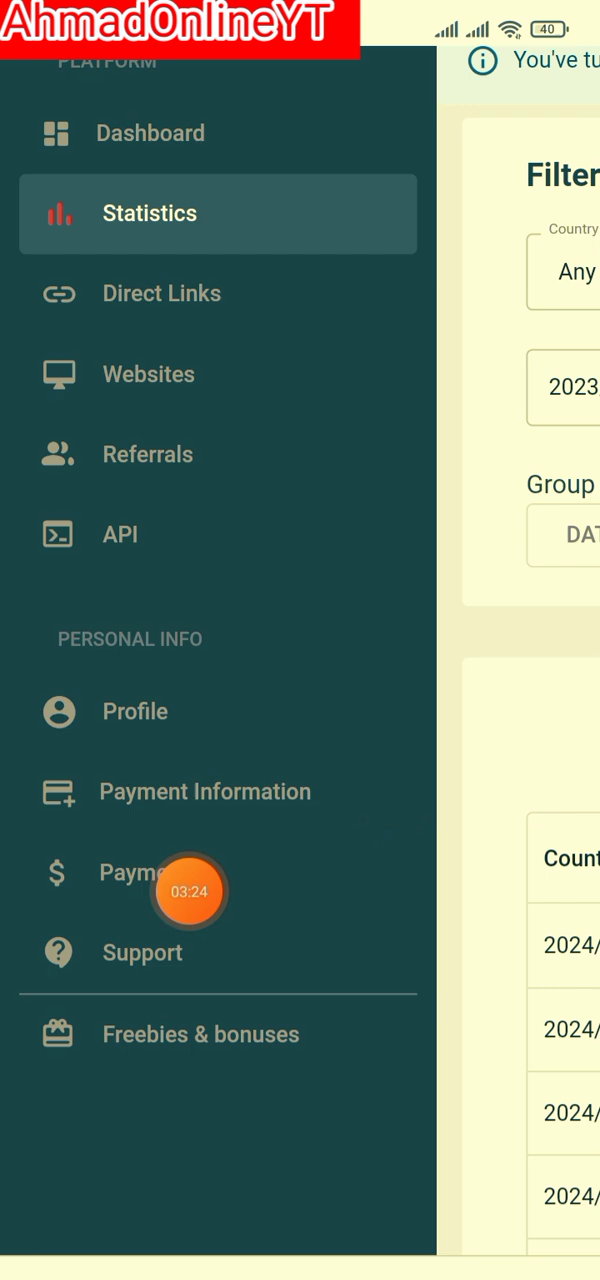 AhmadOnlineYT
40
PLATFORM
You've tu
Dashboard
Filter
Statistics
Country
Any
Direct Links
Websites
2023
Referrals
Group
API
DAT
PERSONAL INFO
Profile
Payment Information
Payme
Count
03:24
Support
2024/
Freebies & bonuses
2024/
2024/
2024/